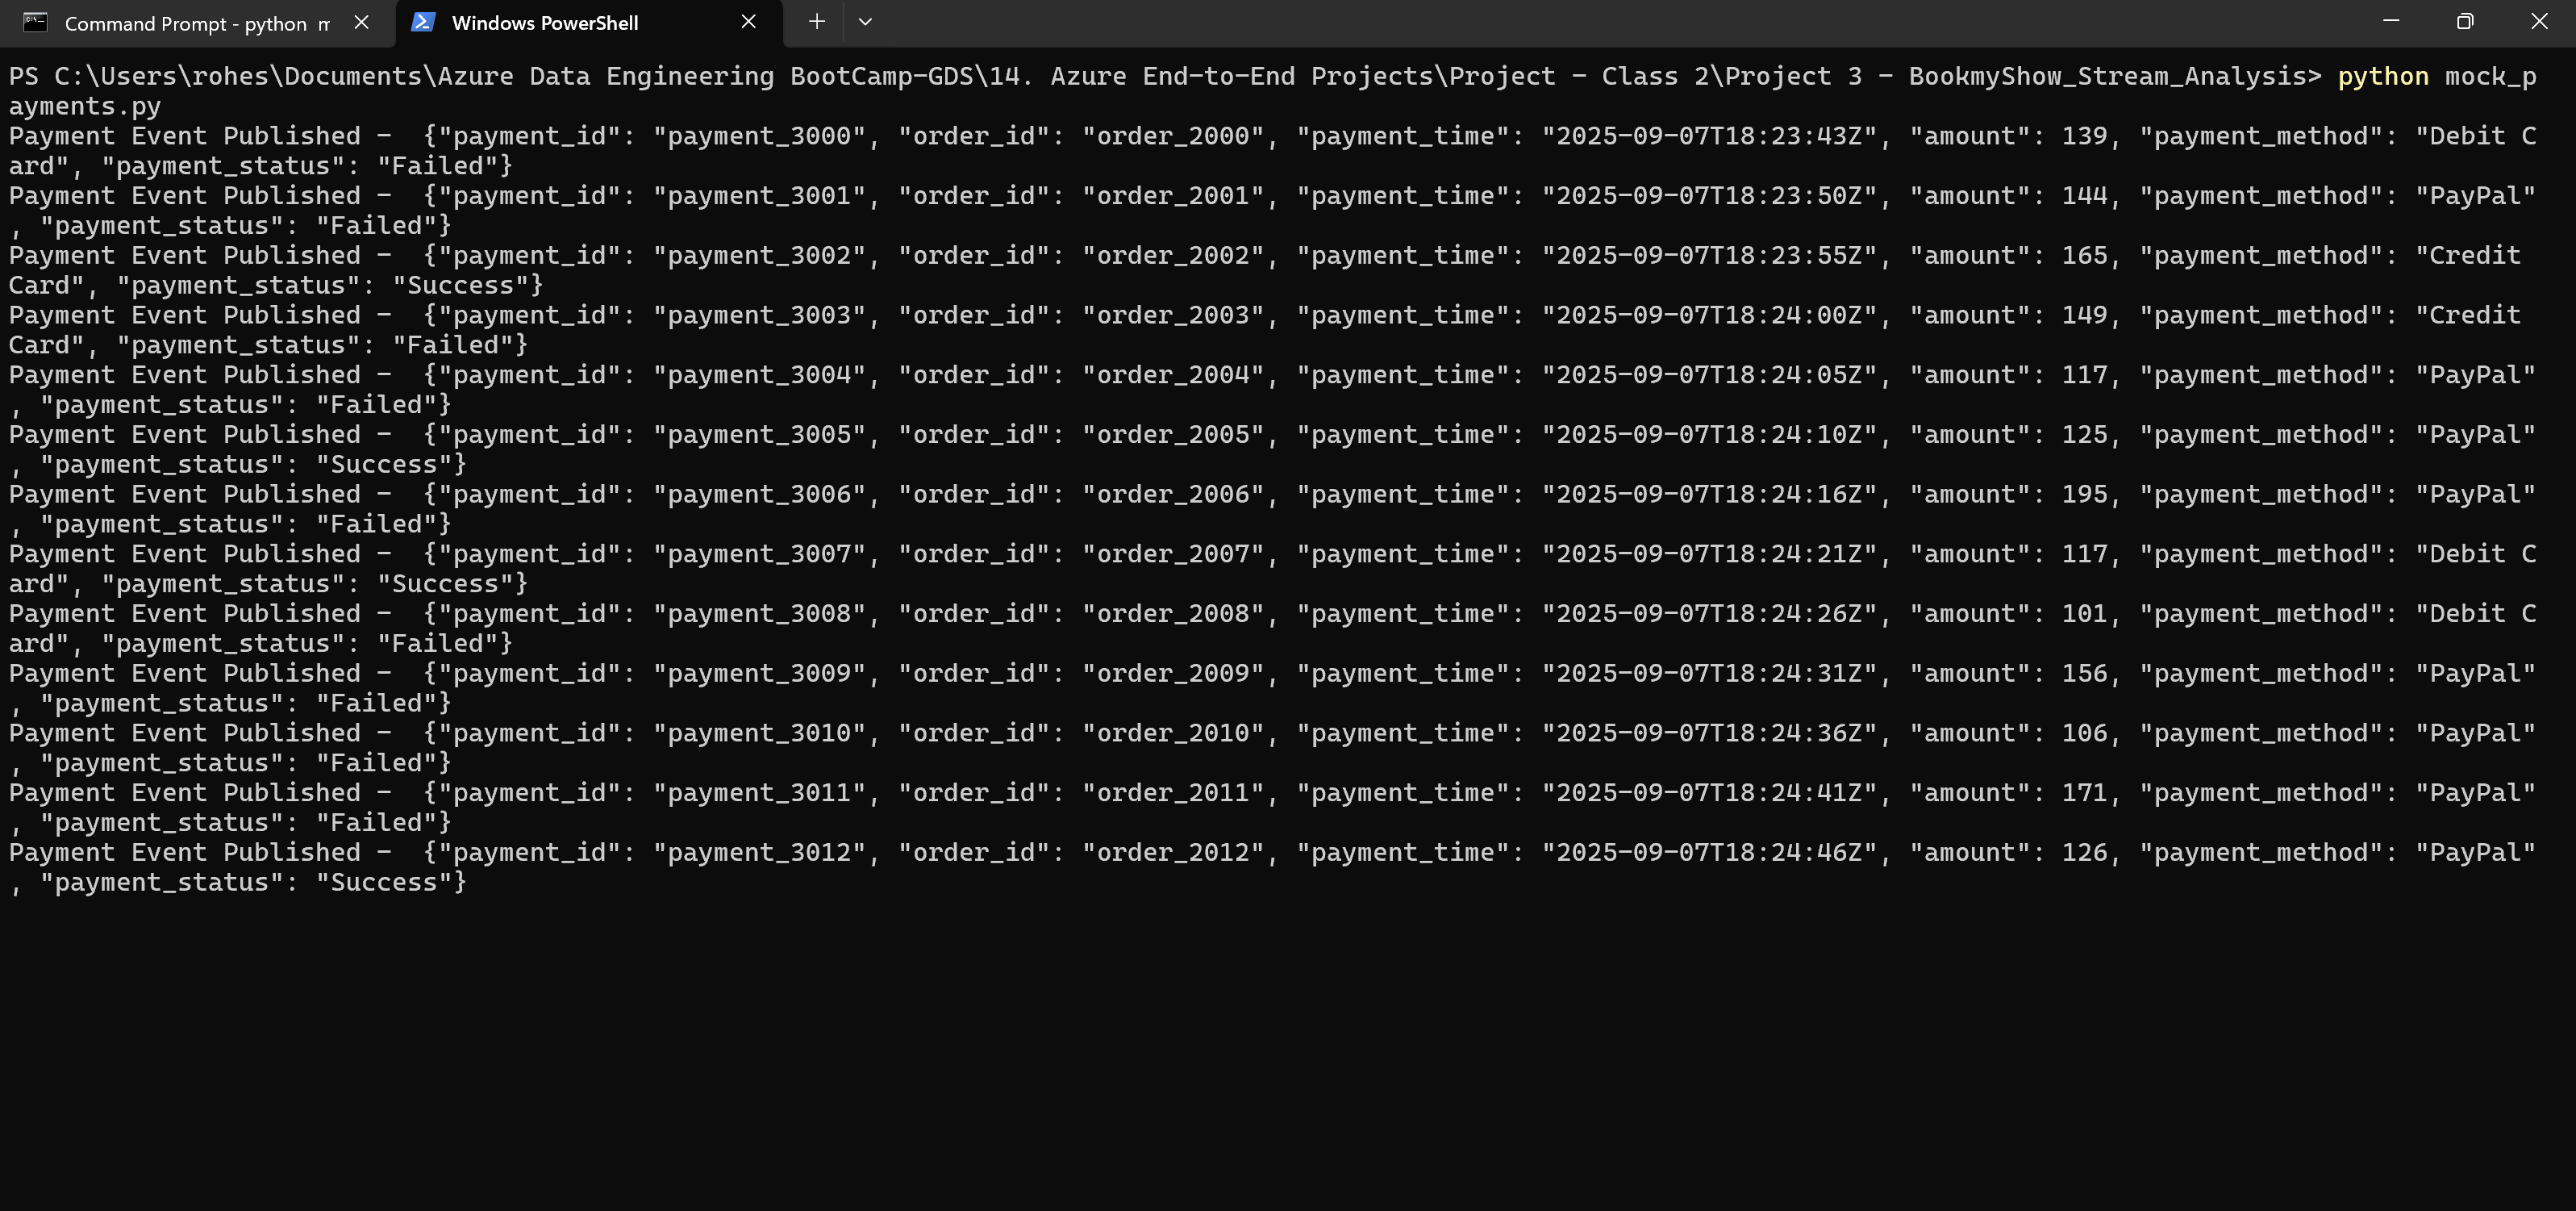 Command Prompt - python m
Windows PowerShell
PS C:\Users\rohes\Documents\Azure Data Engineering BootCamp-GDS\14. Azure End-to-End Projects\Project - Class 2\Project 3 - BookmyShow_Stream_Analysis> python mock_p
ayments.py
Payment Event Published -  {"payment_id": "payment_3000", "order_id": "order_2000", "payment_time": "2025-09-07T18:23:43Z", "amount": 139, "payment_method": "Debit C
ard", "payment_status": "Failed"}
Payment Event Published -  {"payment_id": "payment_3001", "order_id": "order_2001", "payment_time": "2025-09-07T18:23:50Z", "amount": 144, "payment_method": "PayPal"
, "payment_status": "Failed"}
Payment Event Published -  {"payment_id": "payment_3002", "order_id": "order_2002", "payment_time": "2025-09-07T18:23:55Z", "amount": 165, "payment_method": "Credit
Card", "payment_status": "Success"}
Payment Event Published -  {"payment_id": "payment_3003", "order_id": "order_2003", "payment_time": "2025-09-07T18:24:00Z", "amount": 149, "payment_method": "Credit
Card", "payment_status": "Failed"}
Payment Event Published -  {"payment_id": "payment_3004", "order_id": "order_2004", "payment_time": "2025-09-07T18:24:05Z", "amount": 117, "payment_method": "PayPal"
, "payment_status": "Failed"}
Payment Event Published -  {"payment_id": "payment_3005", "order_id": "order_2005", "payment_time": "2025-09-07T18:24:10Z", "amount": 125, "payment_method": "PayPal"
, "payment_status": "Success"}
Payment Event Published -  {"payment_id": "payment_3006", "order_id": "order_2006", "payment_time": "2025-09-07T18:24:16Z", "amount": 195, "payment_method": "PayPal"
, "payment_status": "Failed"}
Payment Event Published -  {"payment_id": "payment_3007", "order_id": "order_2007", "payment_time": "2025-09-07T18:24:21Z", "amount": 117, "payment_method": "Debit C
ard", "payment_status": "Success"}
Payment Event Published -  {"payment_id": "payment_3008", "order_id": "order_2008", "payment_time": "2025-09-07T18:24:26Z", "amount": 101, "payment_method": "Debit C
ard", "payment_status": "Failed"}
Payment Event Published -  {"payment_id": "payment_3009", "order_id": "order_2009", "payment_time": "2025-09-07T18:24:31Z", "amount": 156, "payment_method": "PayPal"
, "payment_status": "Failed"}
Payment Event Published -  {"payment_id": "payment_3010", "order_id": "order_2010", "payment_time": "2025-09-07T18:24:36Z", "amount": 106, "payment_method": "PayPal"
, "payment_status": "Failed"}
Payment Event Published -  {"payment_id": "payment_3011", "order_id": "order_2011", "payment_time": "2025-09-07T18:24:41Z", "amount": 171, "payment_method": "PayPal"
, "payment_status": "Failed"}
Payment Event Published -  {"payment_id": "payment_3012", "order_id": "order_2012", "payment_time": "2025-09-07T18:24:46Z", "amount": 126, "payment_method": "PayPal"
, "payment_status": "Success"}